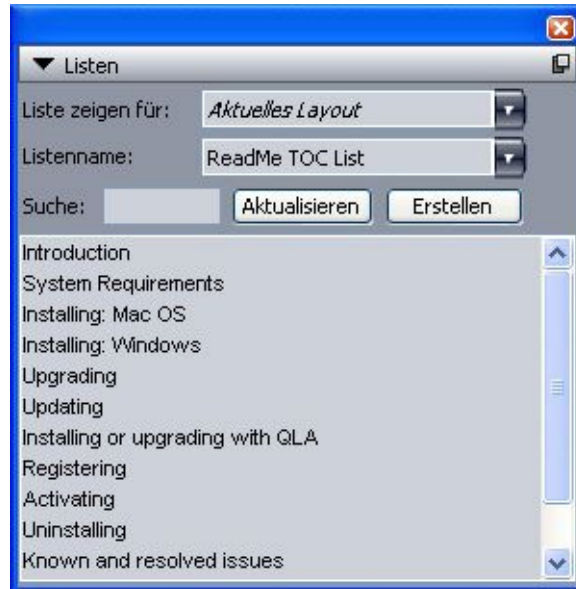 Listen
Liste zeigen für: Aktuelles Layout
Listenname: ReadMe TOC List
Suche: Aktualisieren Erstellen
Introduction
System Requirements
Installing: Mac OS
Installing: Windows
Upgrading
Updating
Installing or upgrading with QLA
Registering
Activating
Uninstalling
Known and resolved issues